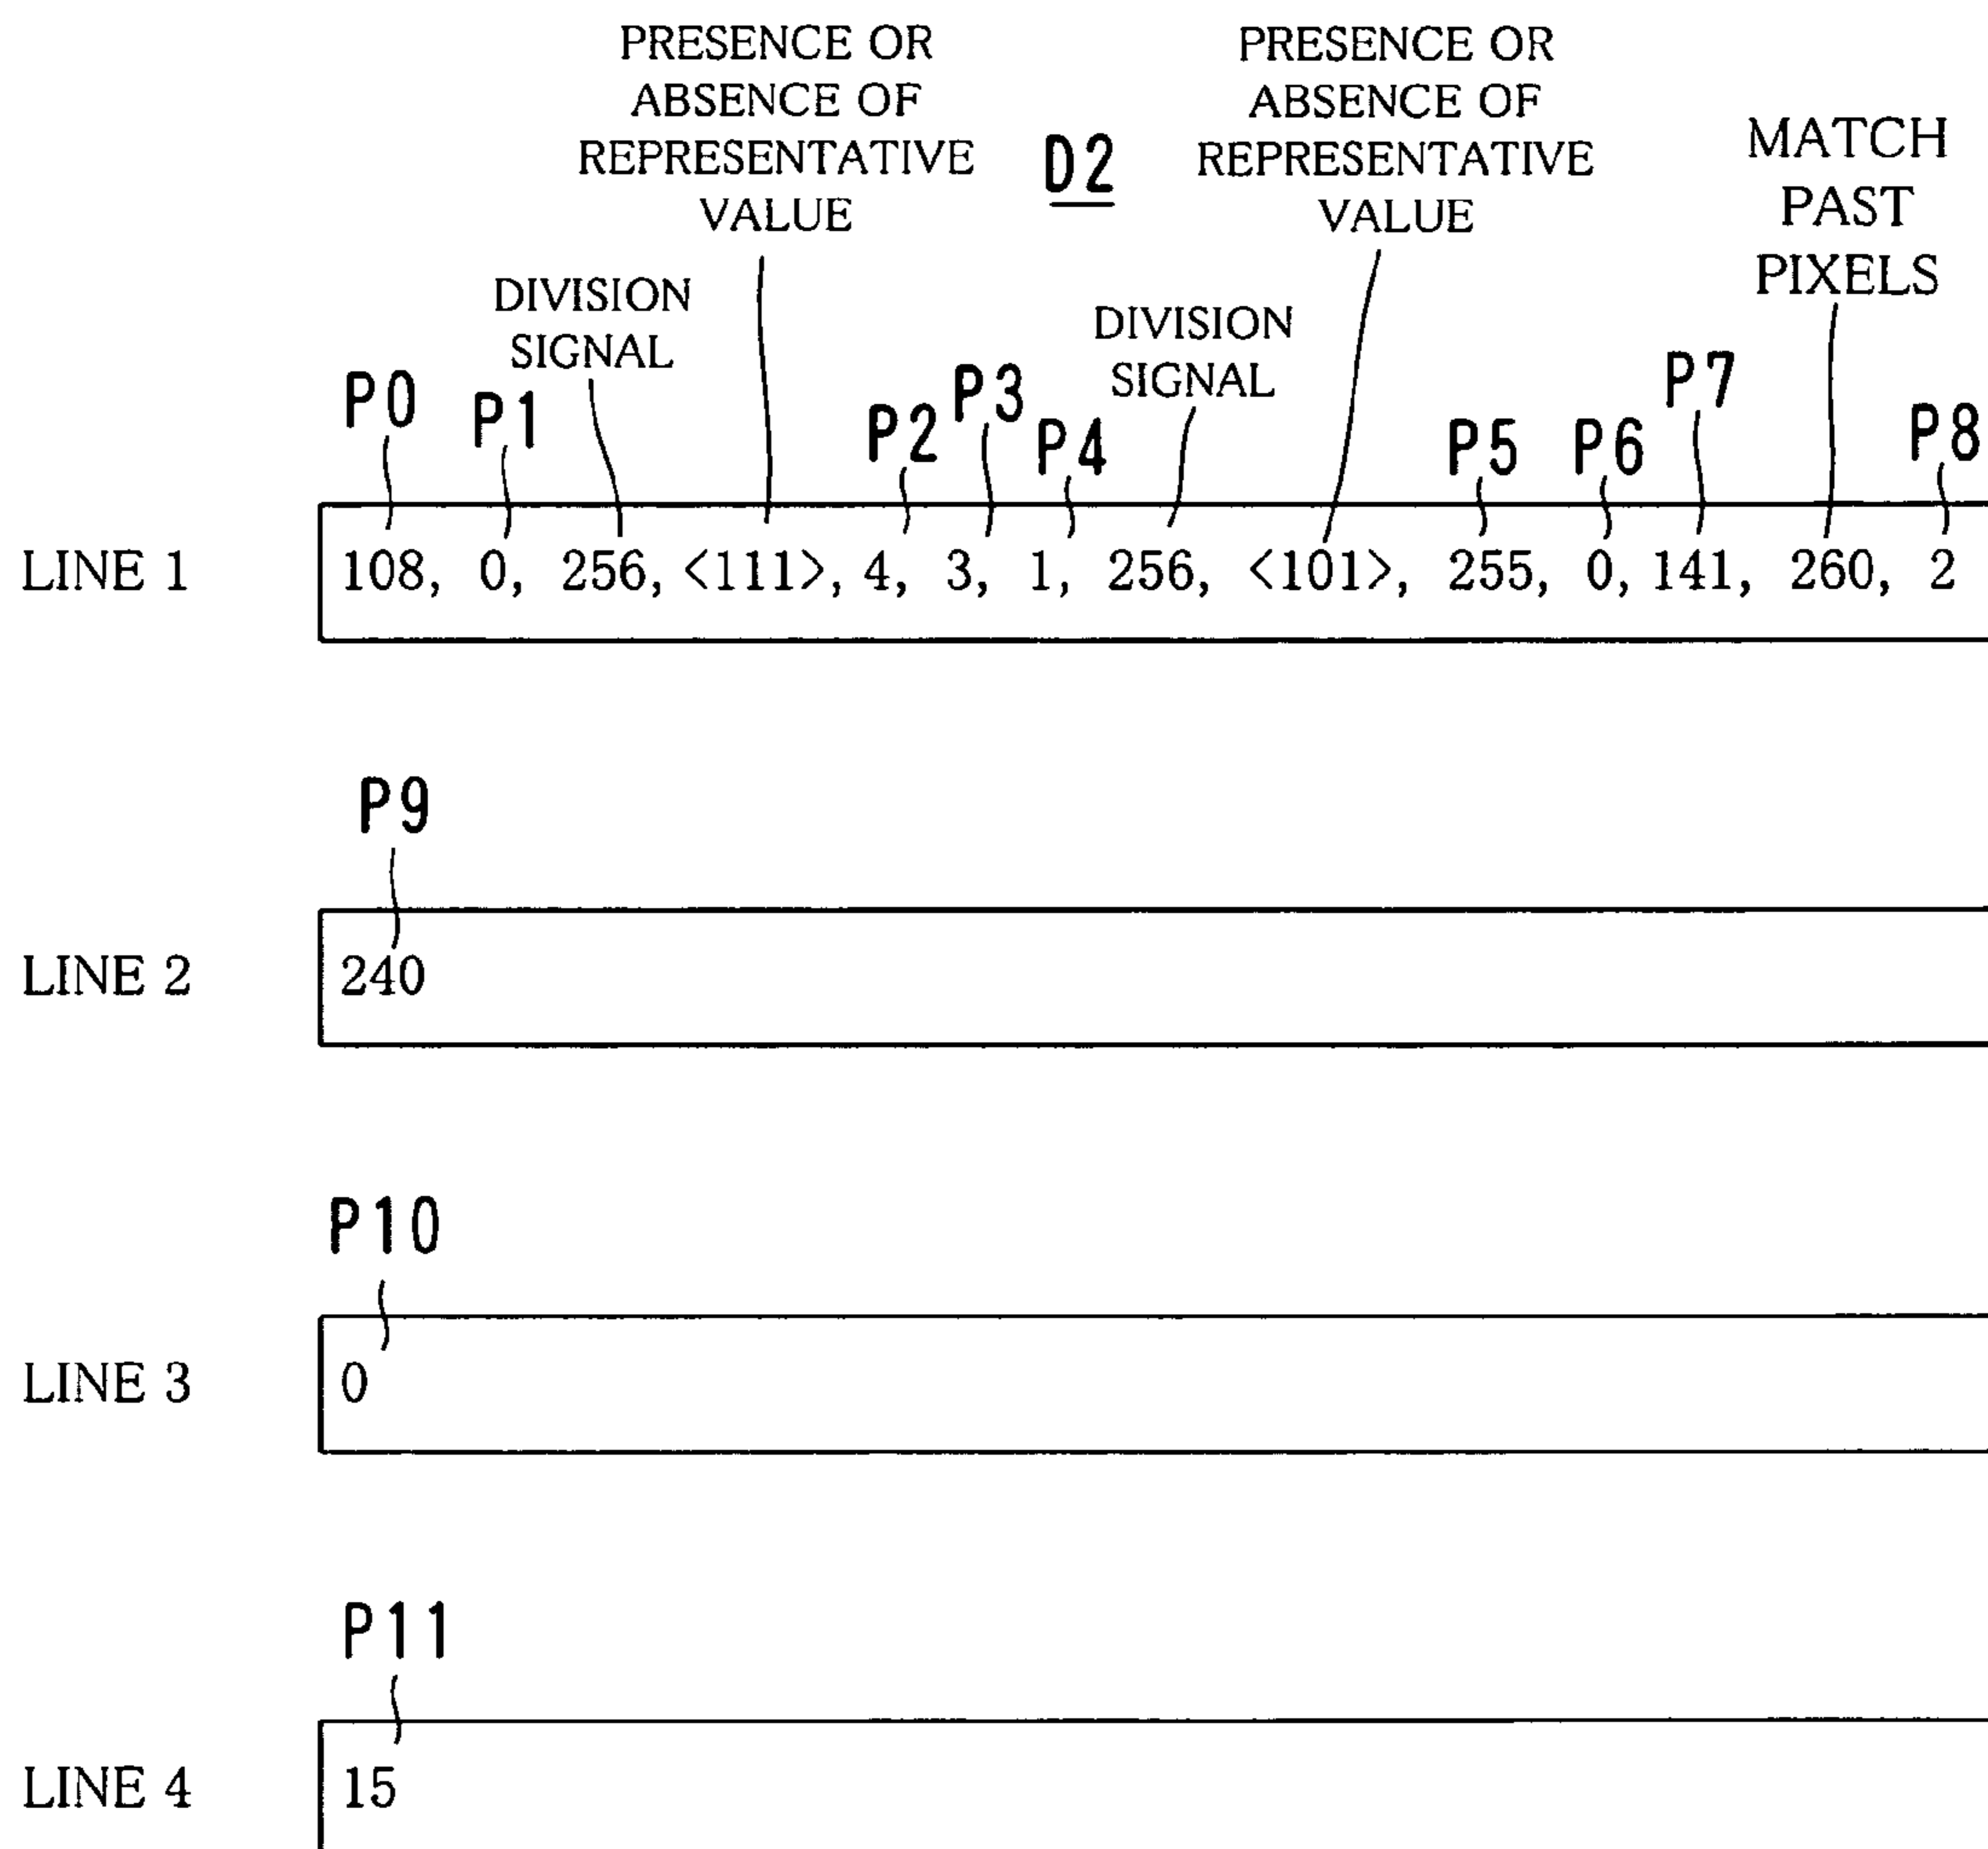 PRESENCE OR
ABSENCE OF
REPRESENTATIVE
VALUE
D2
PRESENCE OR
ABSENCE OF
REPRESENTATIVE
VALUE
MATCH
PAST
PIXELS
DIVISION
SIGNAL
DIVISION
SIGNAL
P0
P1
P2
P3
P4
P5
P6
P7
P8
LINE 1
108, 0, 256, <111>, 4, 3, 1, 256, <101>, 255, 0, 141, 260, 2
P9
LINE 2
240
P10
LINE 3
0
P11
LINE 4
15